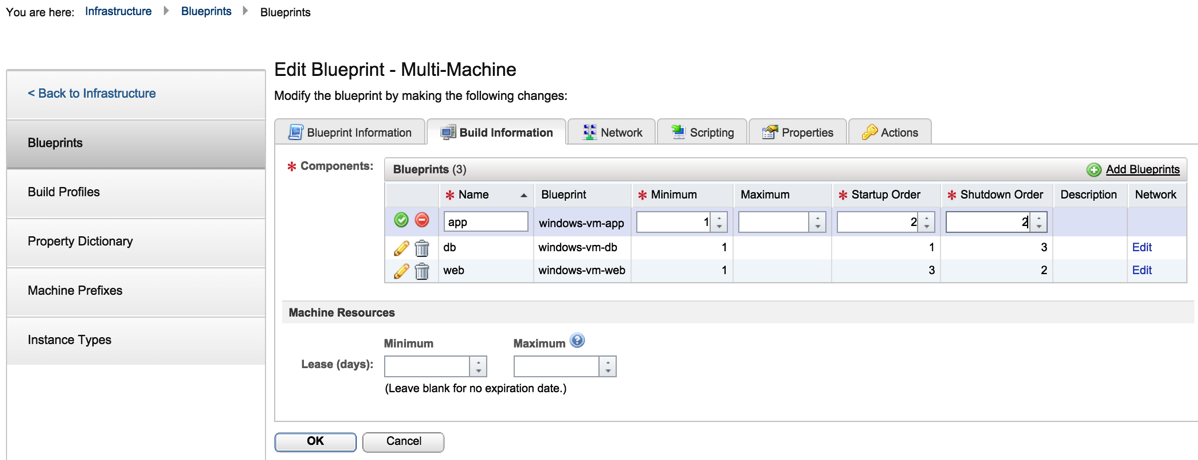 You are here: Infrastructure Blueprints Blueprints
Edit Blueprint - Multi-Machine
Modify the blueprint by making the following changes:
< Back to Infrastructure
Blueprints
Build Profiles
Property Dictionary
Machine Prefixes
Instance Types
Blueprint Information Build Information Network Scripting Properties Actions
* Components: Blueprints (3) Add Blueprints
* Name Blueprint * Minimum Maximum * Startup Order * Shutdown Order Description Network
app windows-vm-app 1 2 2
db windows-vm-db 1 1 3 Edit
web windows-vm-web 1 3 2 Edit
Machine Resources
Minimum Maximum ?
Lease (days):
(Leave blank for no expiration date.)
OK Cancel